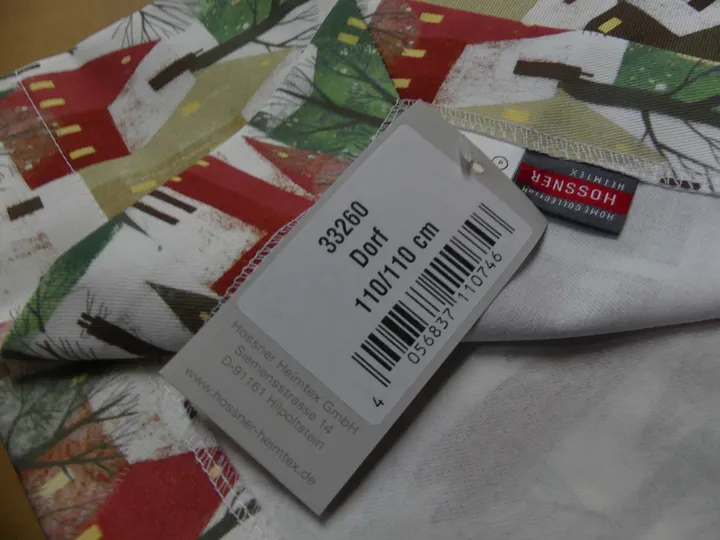 33260
Dorf
110/110 cm
4 056837 110746
Hossner Heimtex GmbH
Siemensstrasse 14
D-91161 Hilpoltstein
www.hossner-heimtex.de
HOME COLLECTION
HOSSNER
HEIMTEX